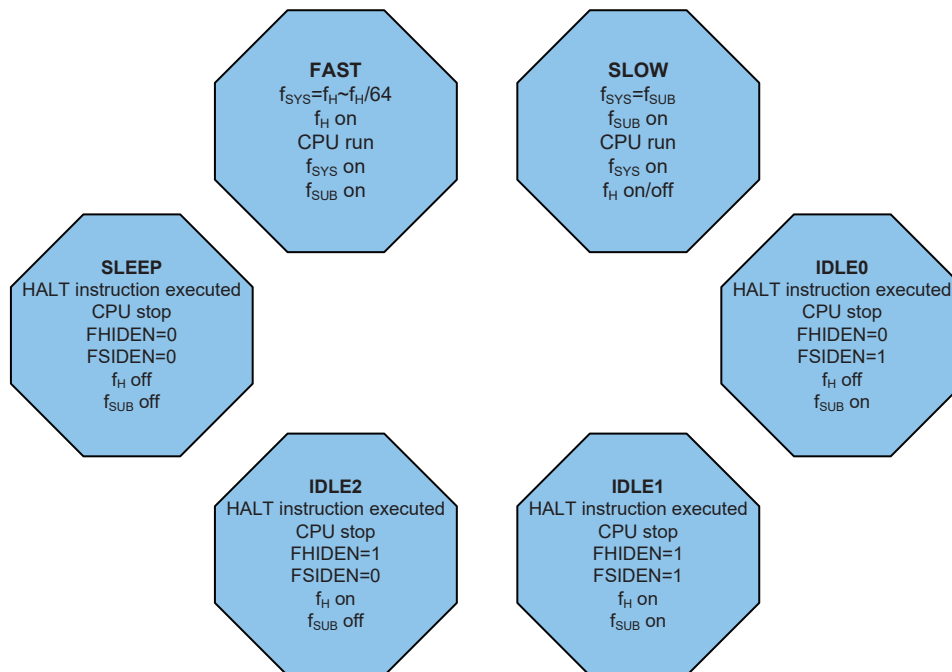 FAST
fSYS=fH~fH/64
fH on
CPU run
fSYS on
fSUB on
SLOW
fSYS=fSUB
fSUB on
CPU run
fSYS on
fH on/off
SLEEP
HALT instruction executed
CPU stop
FHIDEN=0
FSIDEN=0
fH off
fSUB off
IDLE0
HALT instruction executed
CPU stop
FHIDEN=0
FSIDEN=1
fH off
fSUB on
IDLE2
HALT instruction executed
CPU stop
FHIDEN=1
FSIDEN=0
fH on
fSUB off
IDLE1
HALT instruction executed
CPU stop
FHIDEN=1
FSIDEN=1
fH on
fSUB on